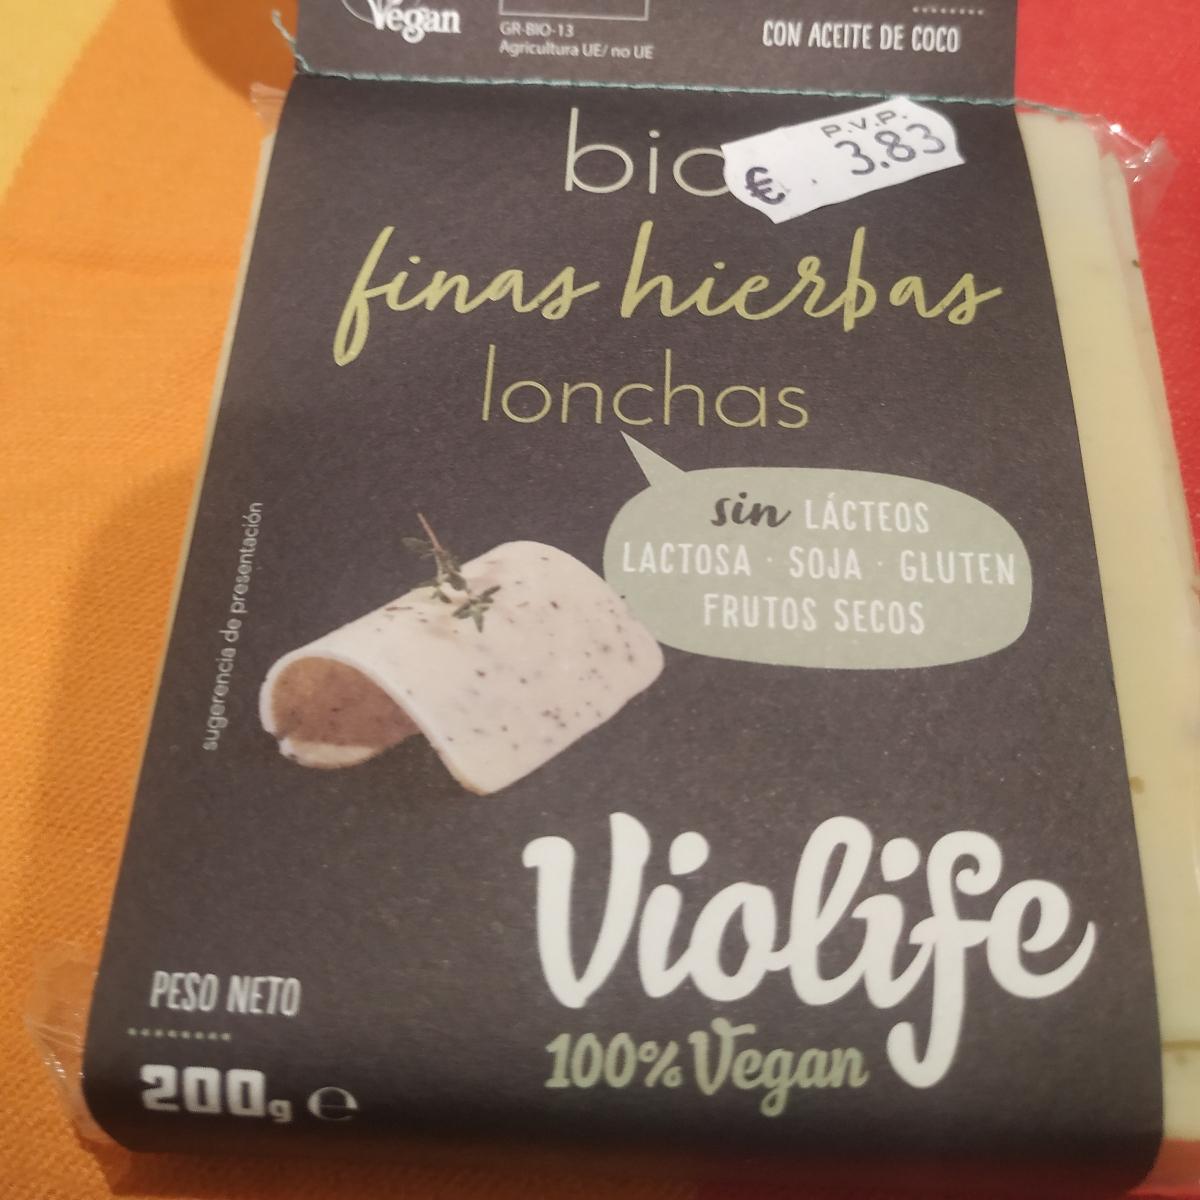 Vegan
GR-BIO-13
Agricultura UE/ no UE
CON ACEITE DE COCO
bio
P.V.P.
€ . 3.83
finas hierbas
lonchas
sin LÁCTEOS
LACTOSA · SOJA · GLUTEN
FRUTOS SECOS
sugerencia de presentación
Violife
100% Vegan
PESO NETO
200g ℮